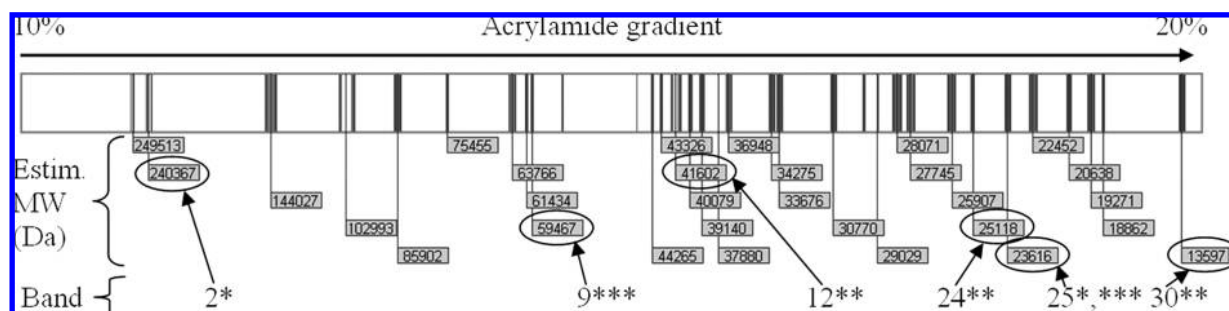 10% Acrylamide gradient 20%
249513 75455 43326 36948 28071 22452
Estim. 240367 63766 41602 34275 27745 20638
MW 144027 61434 40079 33676 25907 19271
(Da) 102993 59467 39140 30770 25118 18862
85902 44265 37880 29029 23616 13597
Band 2* 9*** 12** 24** 25*,*** 30**